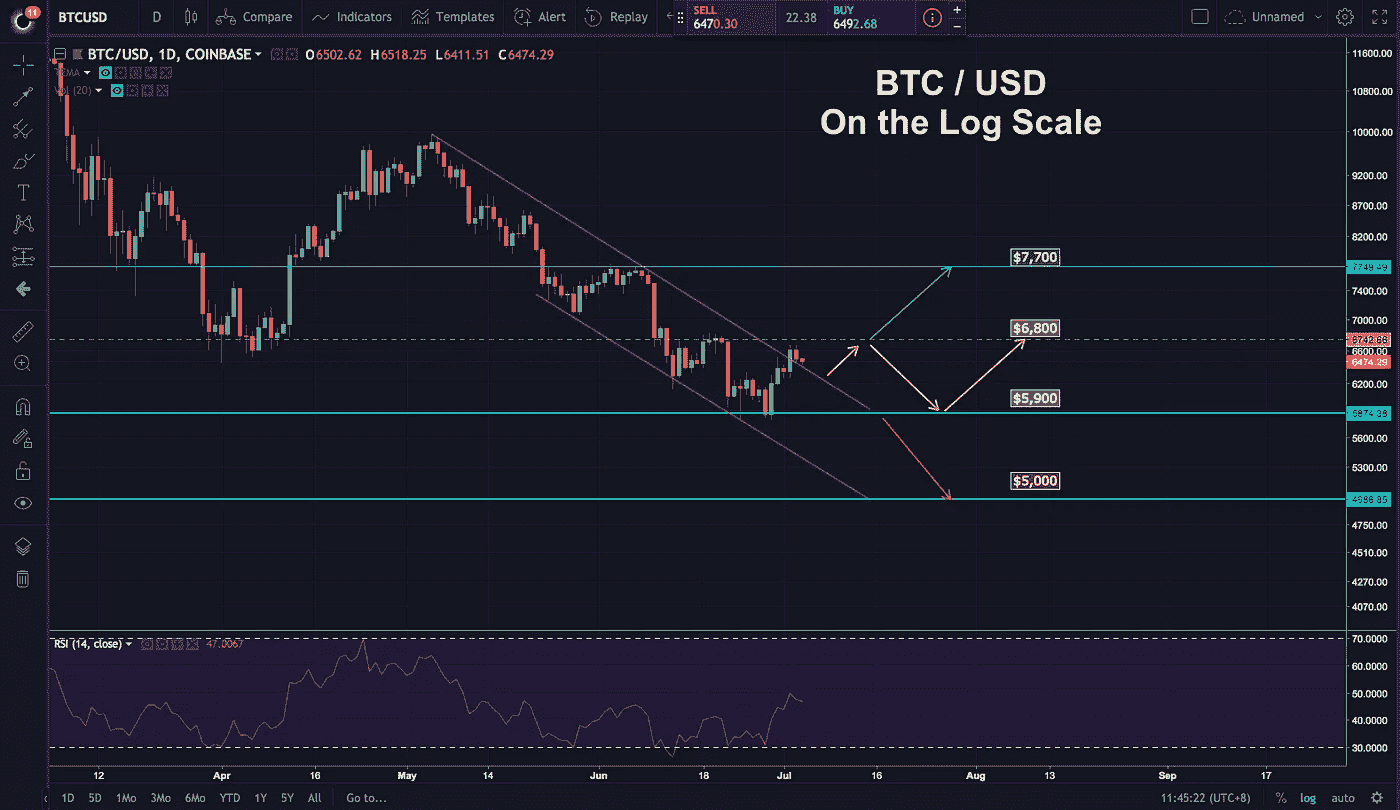 11
BTCUSD
D
Compare
Indicators
Templates
Alert
Replay
SELL
6470.30
22.38
BUY
6492.68
+
−
Unnamed
BTC/USD, 1D, COINBASE
O6502.62 H6518.25 L6411.51 C6474.29
EMA
Vol (20)
BTC / USD
On the Log Scale
$7,700
$6,800
$5,900
$5,000
11600.00
10800.00
10000.00
9200.00
8700.00
8200.00
7749.49
7400.00
7000.00
6742.86
6600.00
6474.29
6200.00
5874.38
5600.00
5300.00
4986.85
4750.00
4510.00
4270.00
4070.00
RSI (14, close)
47.0067
70.0000
60.0000
50.0000
40.0000
30.0000
12
Apr
16
May
14
Jun
18
Jul
16
Aug
13
Sep
17
1D 5D 1Mo 3Mo 6Mo YTD 1Y 5Y All Go to...
11:45:22 (UTC+8) % log auto